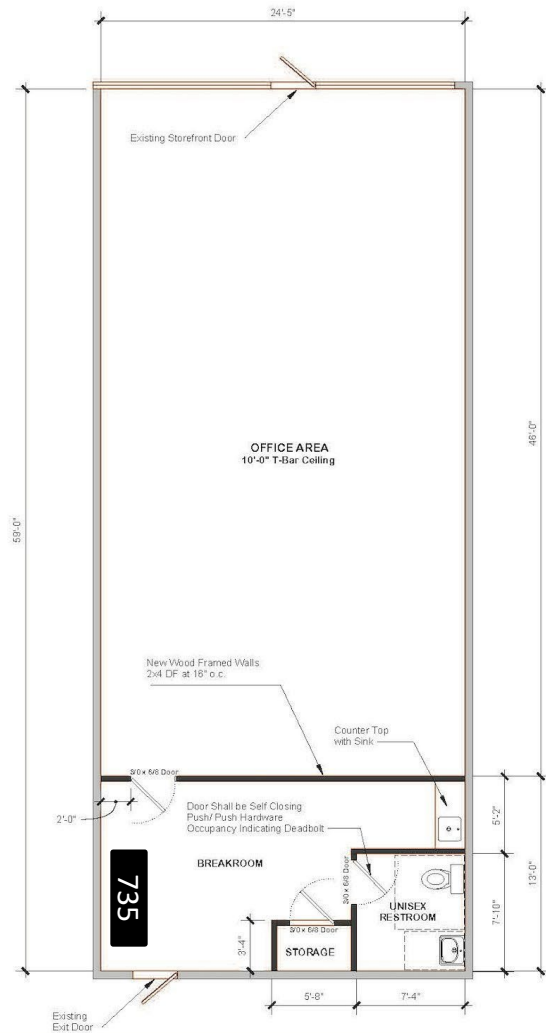 24'-5"
Existing Storefront Door
59'-0"
46'-0"
OFFICE AREA
10'-0" T-Bar Ceiling
New Wood Framed Walls
2x4 DF at 16" o.c.
Counter Top
with Sink
3/0 x 6/8 Door
2'-0"
Door Shall be Self Closing
Push/ Push Hardware
Occupancy Indicating Deadbolt
5'-2"
13'-0"
BREAKROOM
735
3/0 x 6/8 Door
UNISEX
RESTROOM
7'-10"
3/0 x 6/8 Door
3'-4"
STORAGE
5'-8"
7'-4"
Existing
Exit Door